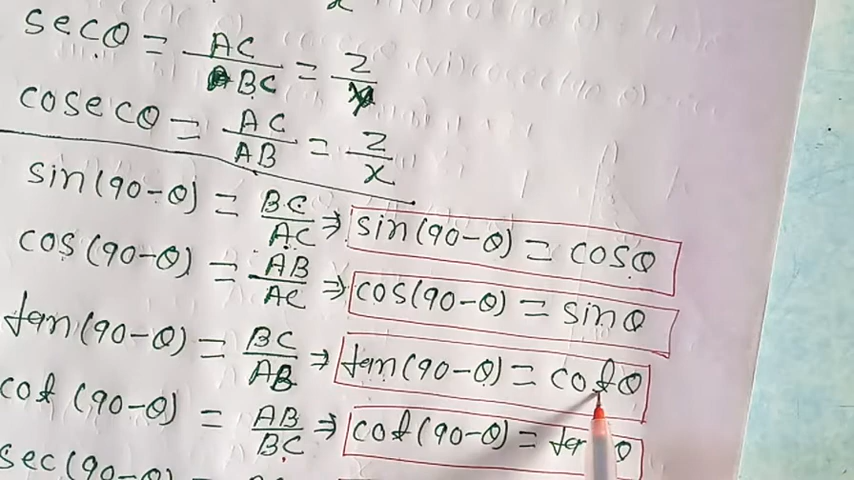 secθ = AC/BC = z/y
cosecθ = AC/AB = z/x
sin(90-θ) = BC/AC ⇒ sin(90-θ) = cosθ
cos(90-θ) = AB/AC ⇒ cos(90-θ) = sinθ
tan(90-θ) = BC/AB ⇒ tan(90-θ) = cotθ
cot(90-θ) = AB/BC ⇒ cot(90-θ) = tanθ
sec(90-θ) =